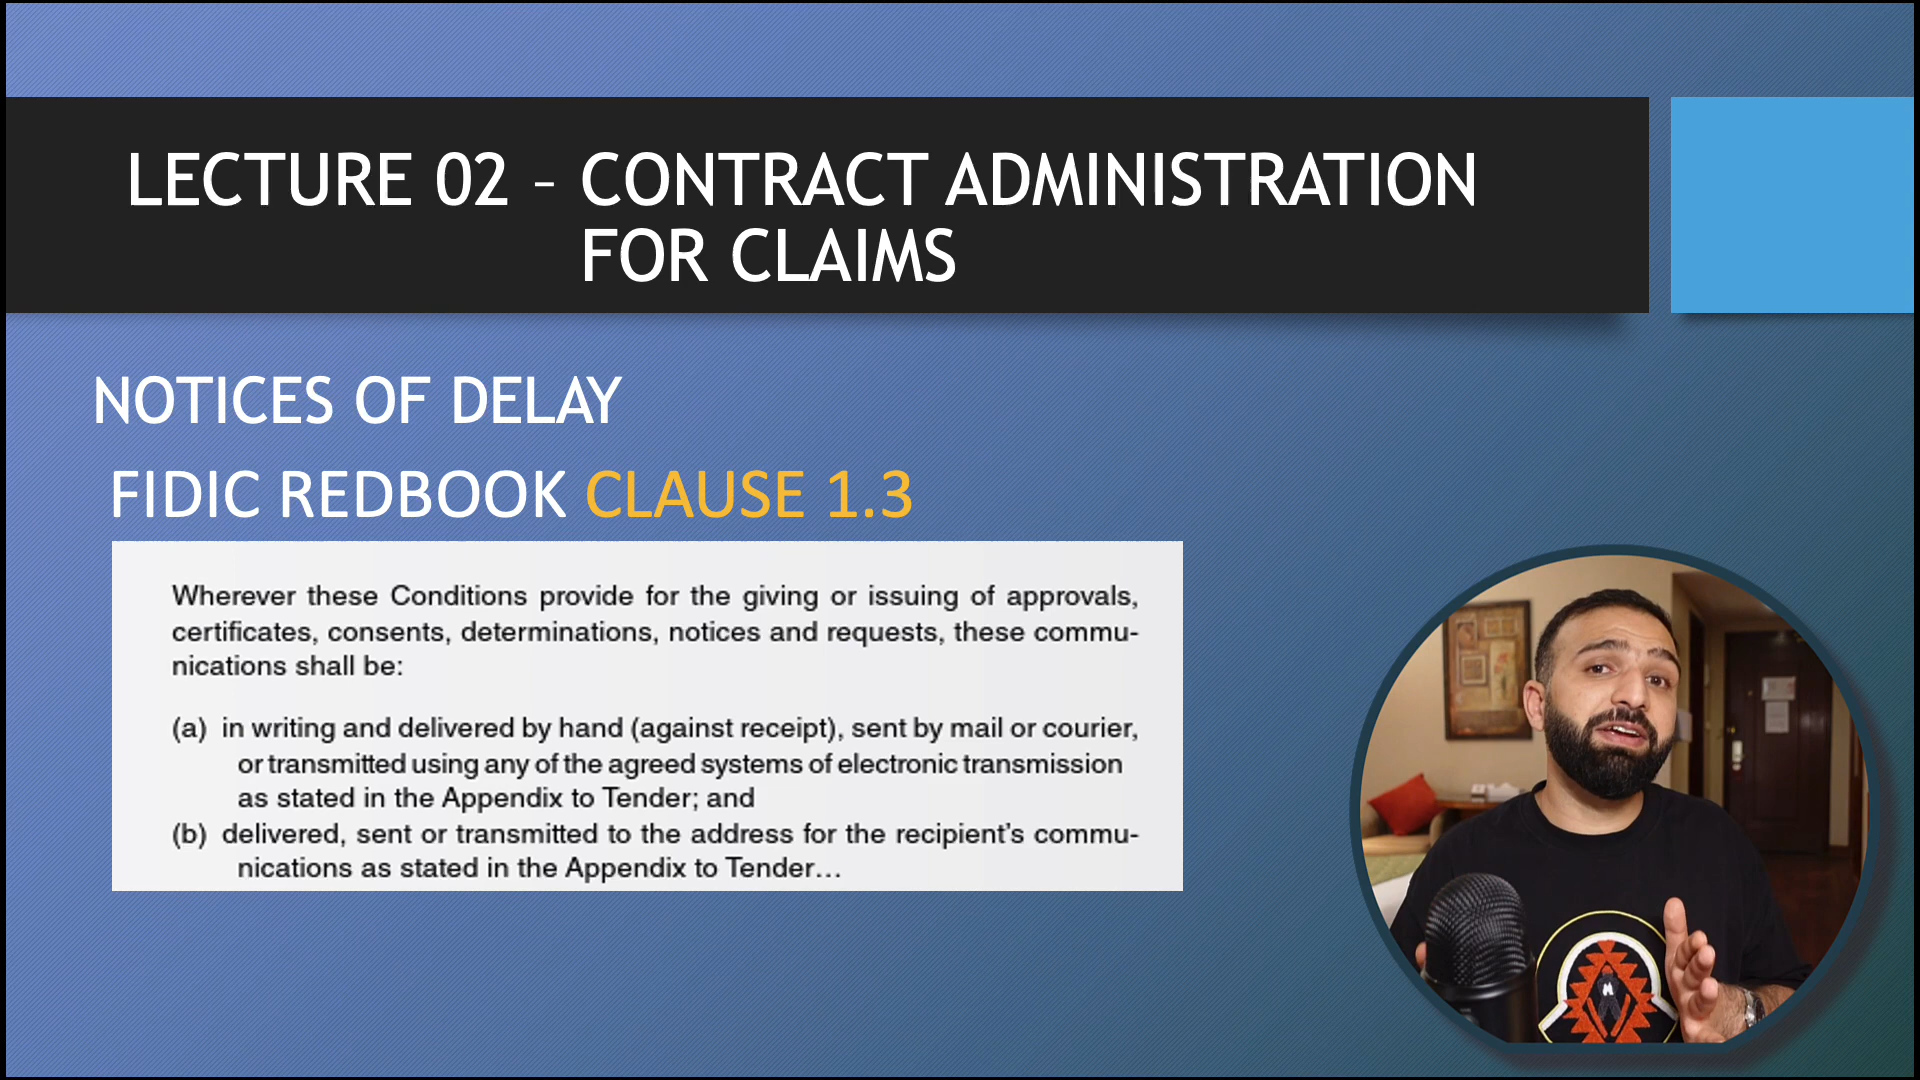 LECTURE 02 – CONTRACT ADMINISTRATION
FOR CLAIMS
NOTICES OF DELAY
FIDIC REDBOOK CLAUSE 1.3
Wherever these Conditions provide for the giving or issuing of approvals,
certificates, consents, determinations, notices and requests, these commu-
nications shall be:
(a) in writing and delivered by hand (against receipt), sent by mail or courier,
or transmitted using any of the agreed systems of electronic transmission
as stated in the Appendix to Tender; and
(b) delivered, sent or transmitted to the address for the recipient's commu-
nications as stated in the Appendix to Tender...